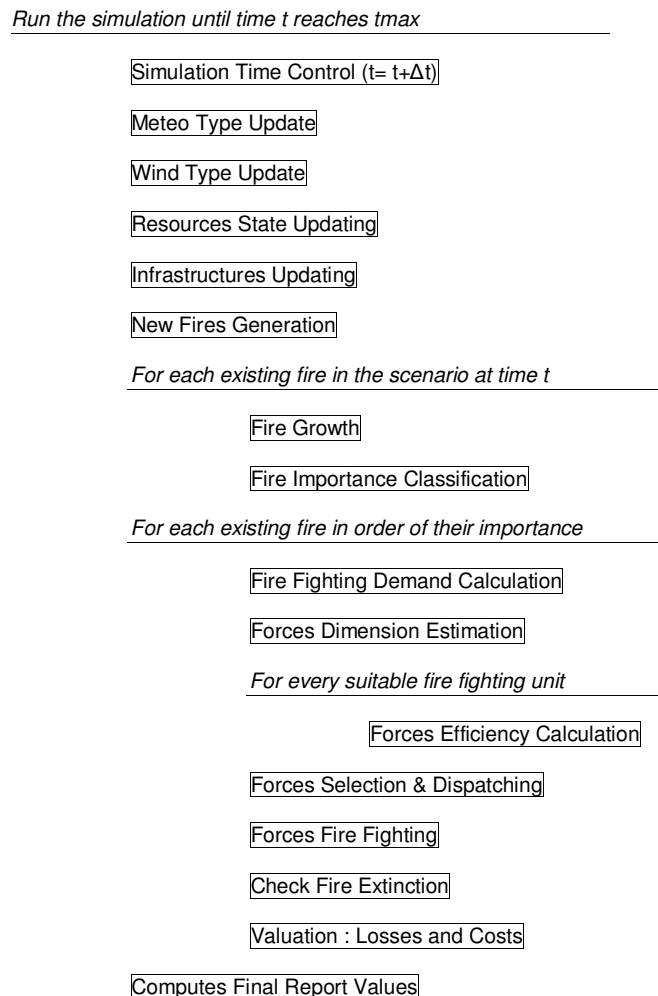 Run the simulation until time t reaches tmax
Simulation Time Control (t= t+Δt)
Meteo Type Update
Wind Type Update
Resources State Updating
Infrastructures Updating
New Fires Generation
For each existing fire in the scenario at time t
Fire Growth
Fire Importance Classification
For each existing fire in order of their importance
Fire Fighting Demand Calculation
Forces Dimension Estimation
For every suitable fire fighting unit
Forces Efficiency Calculation
Forces Selection & Dispatching
Forces Fire Fighting
Check Fire Extinction
Valuation : Losses and Costs
Computes Final Report Values